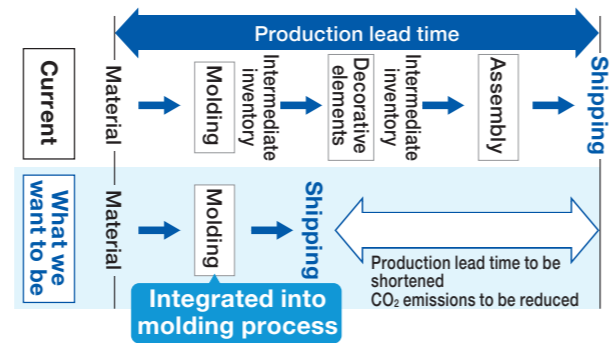 Production lead time
Current
Material
Molding
Intermediate
inventory
Decorative
elements
Intermediate
inventory
Assembly
Shipping
What we
want to be
Material
Molding
Shipping
Production lead time to be
shortened
CO₂ emissions to be reduced
Integrated into
molding process